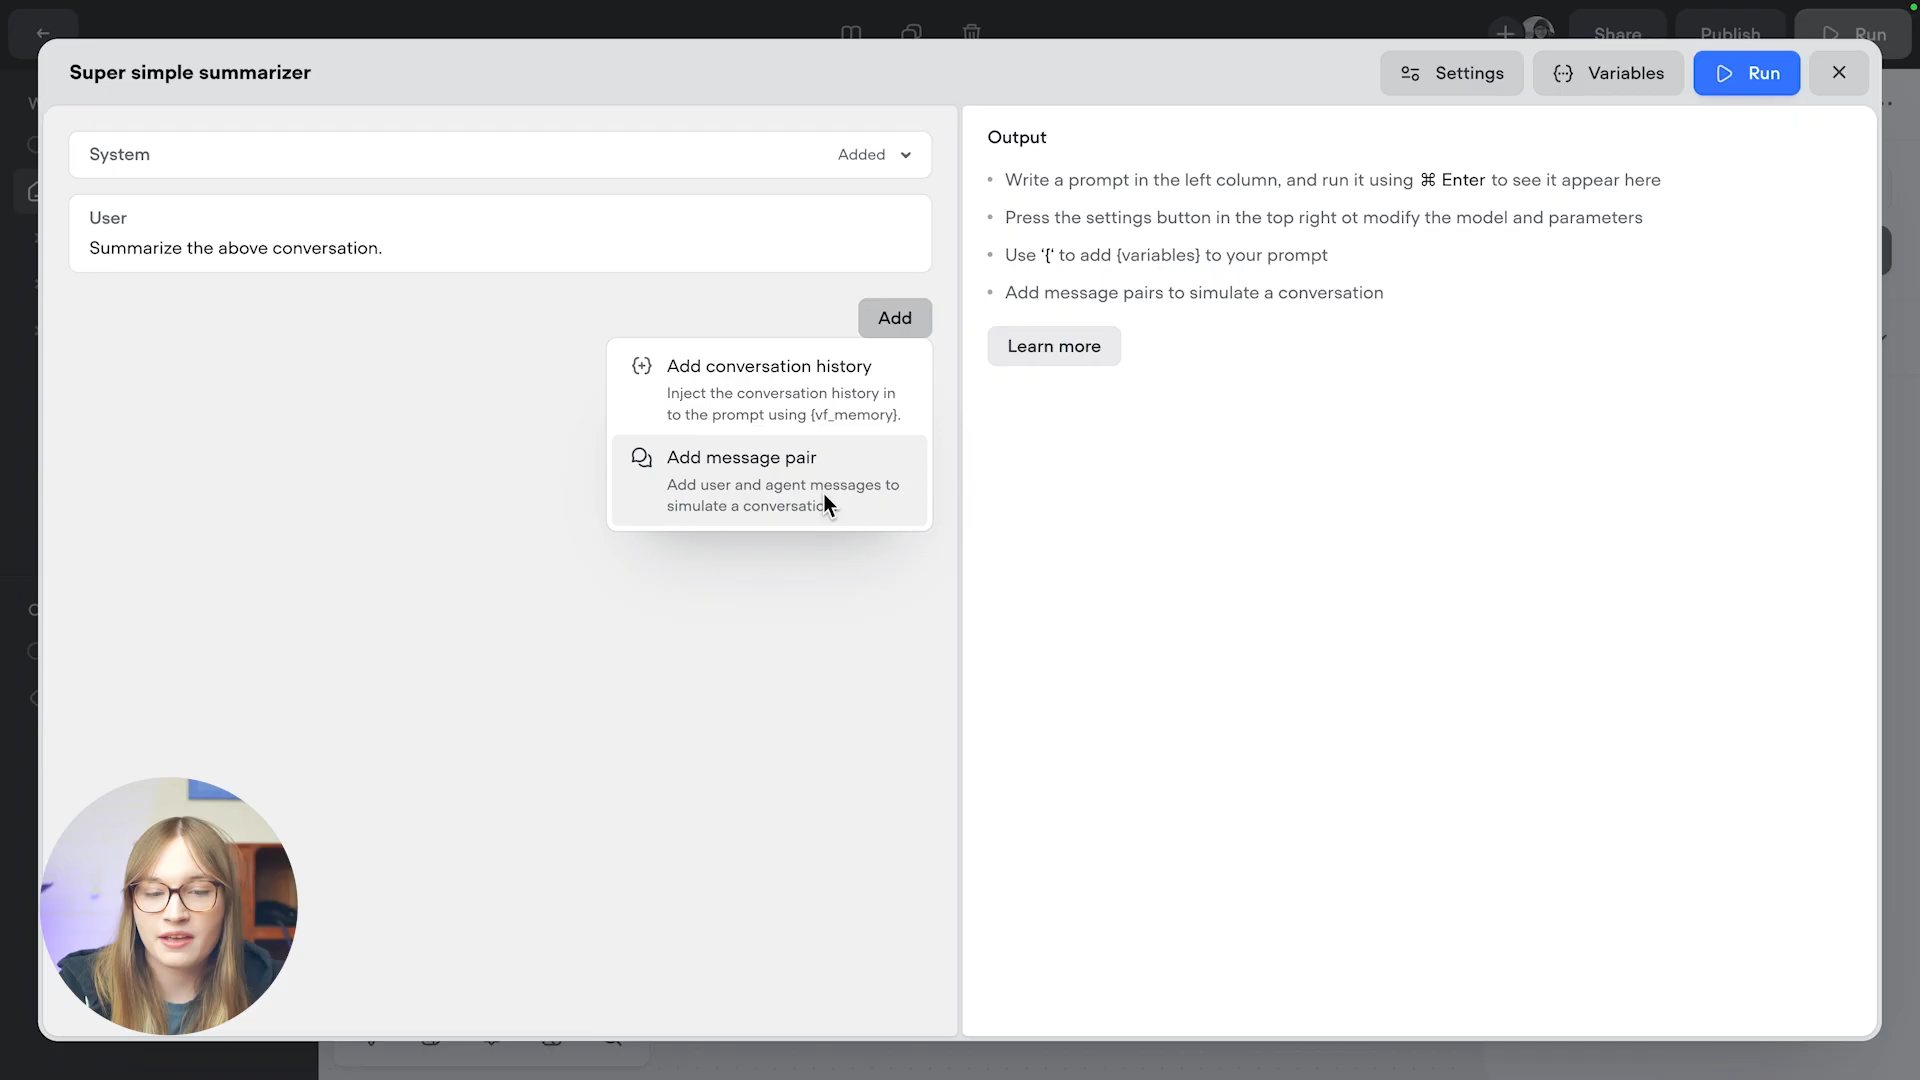 Share
Publish
Run
Super simple summarizer
Settings
Variables
Run
System
Added
User
Summarize the above conversation.
Add
Add conversation history
Inject the conversation history in
to the prompt using {vf_memory}.
Add message pair
Add user and agent messages to
Output
Write a prompt in the left column, and run it using ⌘ Enter to see it appear here
Press the settings button in the top right ot modify the model and parameters
Use ‘{‘ to add {variables} to your prompt
Add message pairs to simulate a conversation
Learn more
simulate a